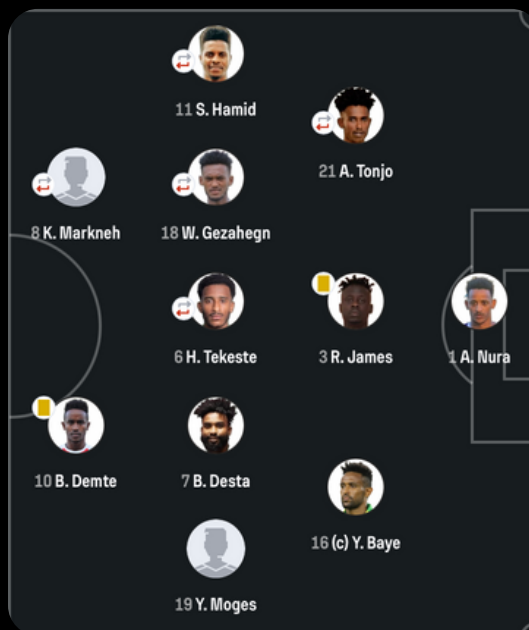 11 S. Hamid
21 A. Tonjo
8 K. Markneh
18 W. Gezahegn
6 H. Tekeste
3 R. James
1 A. Nura
10 B. Demte
7 B. Desta
16 (c) Y. Baye
19 Y. Moges